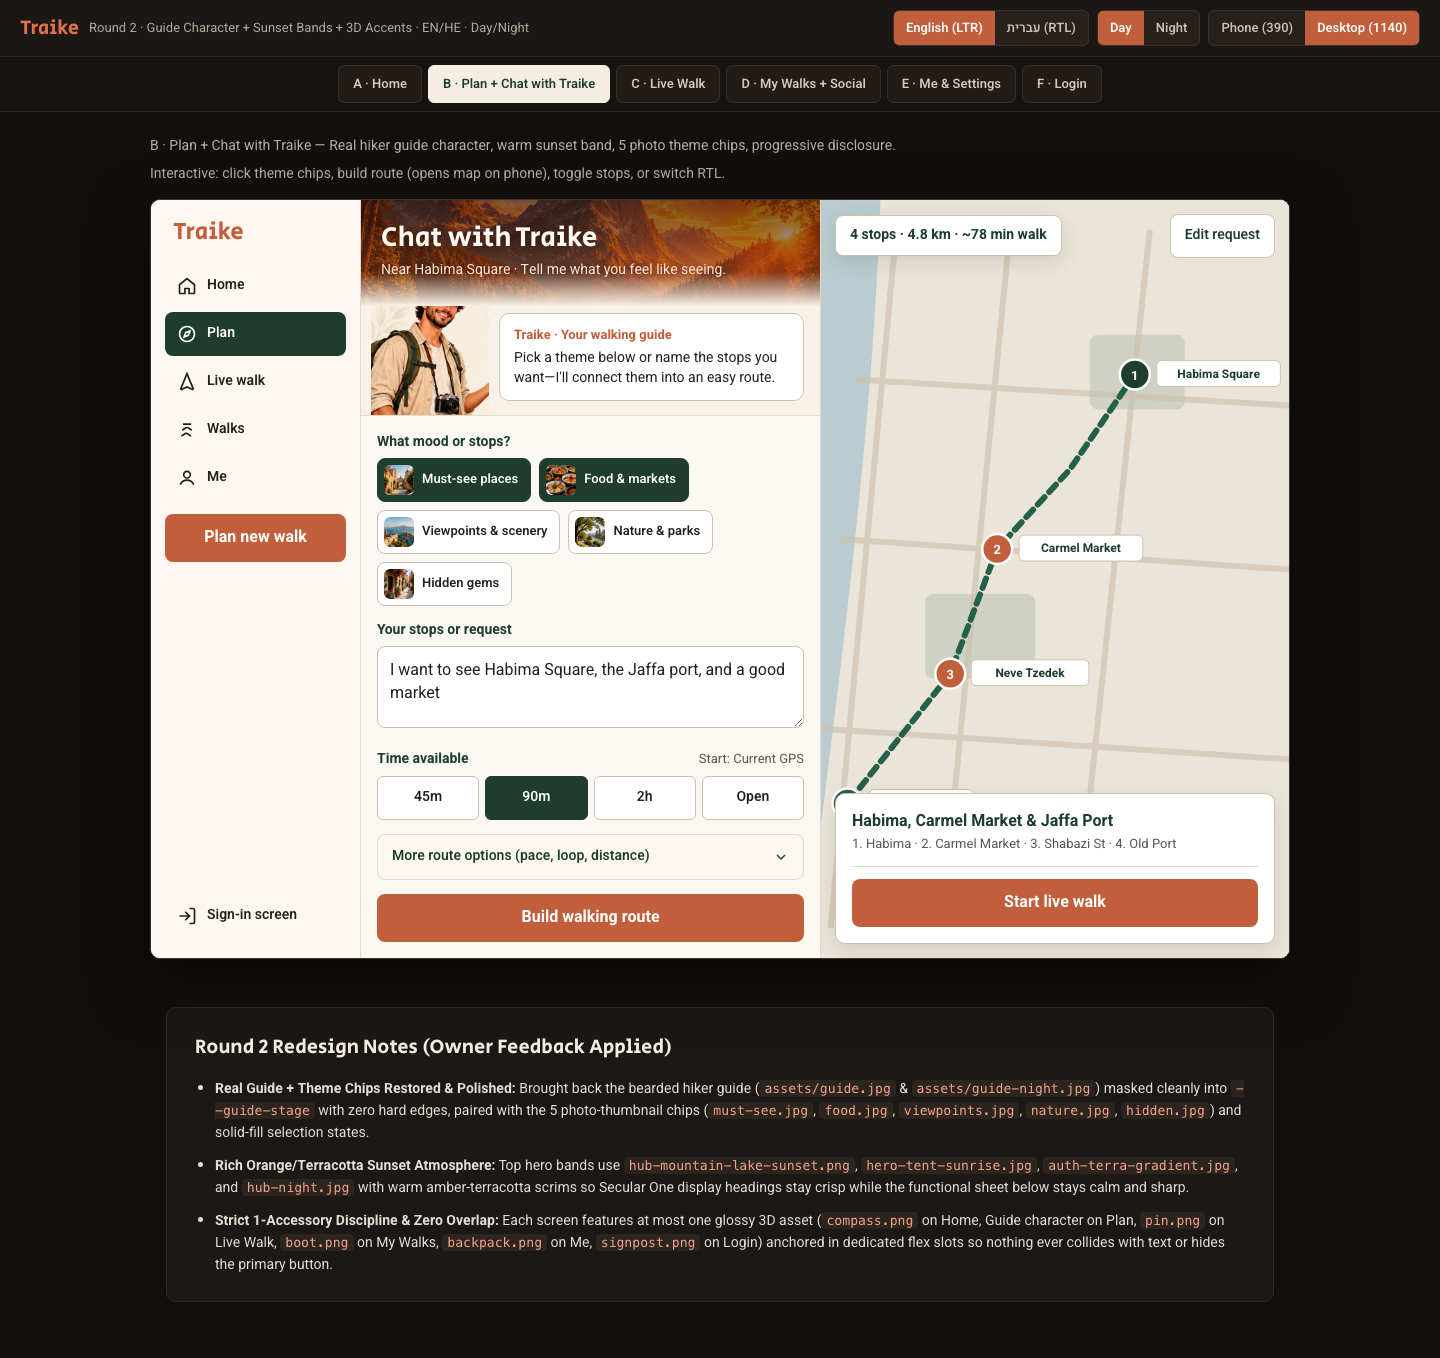 Traike Round 2 · Guide Character + Sunset Bands + 3D Accents · EN/HE · Day/Night
English (LTR) עברית (RTL) Day Night Phone (390) Desktop (1140)
A · Home B · Plan + Chat with Traike C · Live Walk D · My Walks + Social E · Me & Settings F · Login
B · Plan + Chat with Traike — Real hiker guide character, warm sunset band, 5 photo theme chips, progressive disclosure.
Interactive: click theme chips, build route (opens map on phone), toggle stops, or switch RTL.
Traike
Home
Plan
Live walk
Walks
Me
Plan new walk
Sign-in screen
Chat with Traike
Near Habima Square · Tell me what you feel like seeing.
Traike · Your walking guide
Pick a theme below or name the stops you
want—I'll connect them into an easy route.
What mood or stops?
Must-see places Food & markets
Viewpoints & scenery Nature & parks
Hidden gems
Your stops or request
I want to see Habima Square, the Jaffa port, and a good
market
Time available Start: Current GPS
45m 90m 2h Open
More route options (pace, loop, distance)
Build walking route
4 stops · 4.8 km · ~78 min walk Edit request
1 Habima Square
2 Carmel Market
3 Neve Tzedek
Habima, Carmel Market & Jaffa Port
1. Habima · 2. Carmel Market · 3. Shabazi St · 4. Old Port
Start live walk
Round 2 Redesign Notes (Owner Feedback Applied)
• Real Guide + Theme Chips Restored & Polished: Brought back the bearded hiker guide ( assets/guide.jpg & assets/guide-night.jpg ) masked cleanly into -
-guide-stage with zero hard edges, paired with the 5 photo-thumbnail chips ( must-see.jpg , food.jpg , viewpoints.jpg , nature.jpg , hidden.jpg ) and
solid-fill selection states.
• Rich Orange/Terracotta Sunset Atmosphere: Top hero bands use hub-mountain-lake-sunset.png , hero-tent-sunrise.jpg , auth-terra-gradient.jpg ,
and hub-night.jpg with warm amber-terracotta scrims so Secular One display headings stay crisp while the functional sheet below stays calm and sharp.
• Strict 1-Accessory Discipline & Zero Overlap: Each screen features at most one glossy 3D asset ( compass.png on Home, Guide character on Plan, pin.png on
Live Walk, boot.png on My Walks, backpack.png on Me, signpost.png on Login) anchored in dedicated flex slots so nothing ever collides with text or hides
the primary button.